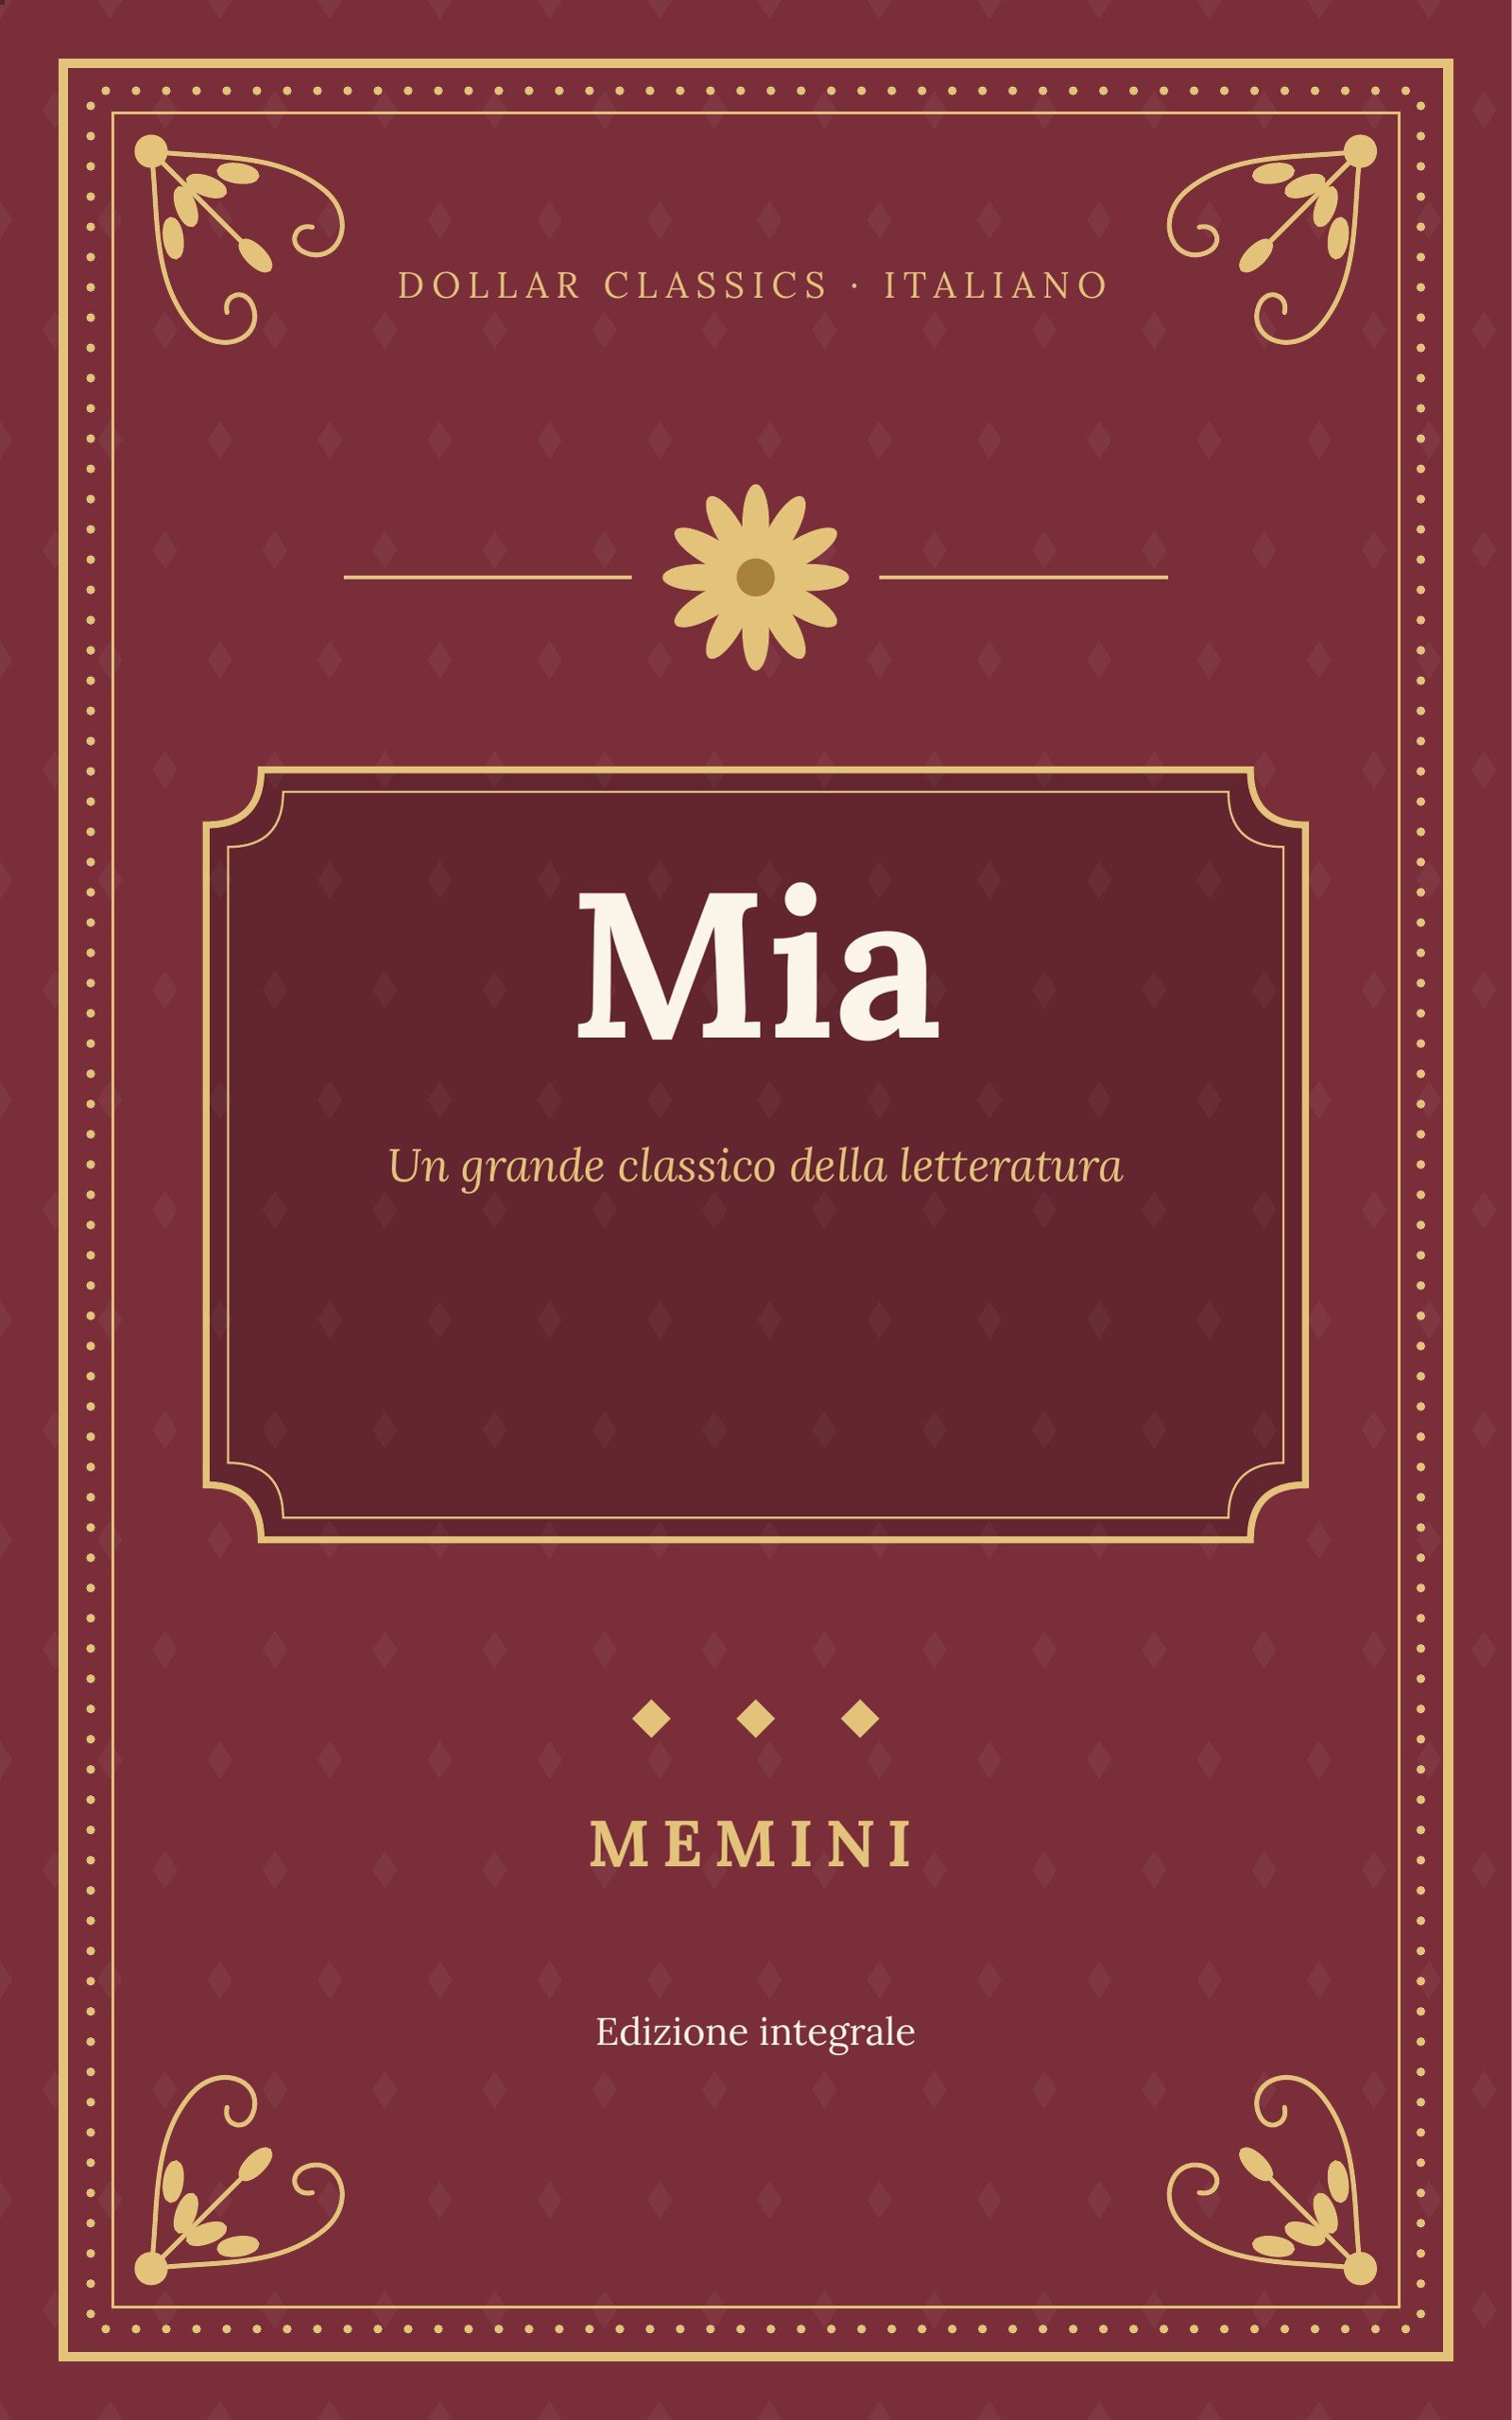 DOLLAR CLASSICS · ITALIANO
Mia
Un grande classico della letteratura
MEMINI
Edizione integrale